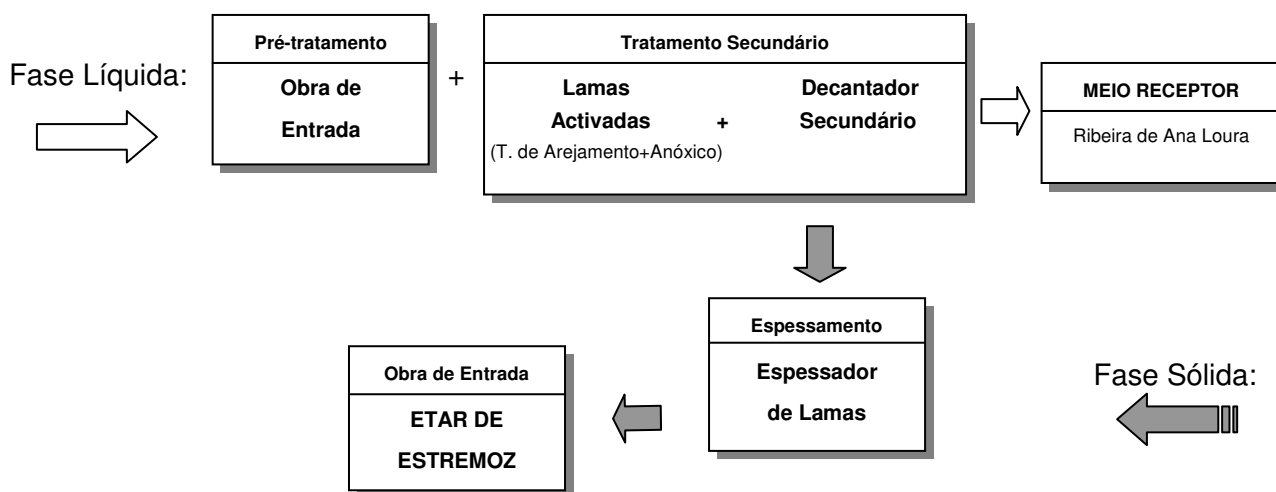 Fase Líquida:
Pré-tratamento
Obra de
Entrada
+
Tratamento Secundário
Lamas
Activadas
(T. de Arejamento+Anóxico)
+
Decantador
Secundário
MEIO RECEPTOR
Ribeira de Ana Loura
Fase Sólida:
Espessamento
Espessador
de Lamas
Obra de Entrada
ETAR DE
ESTREMOZ